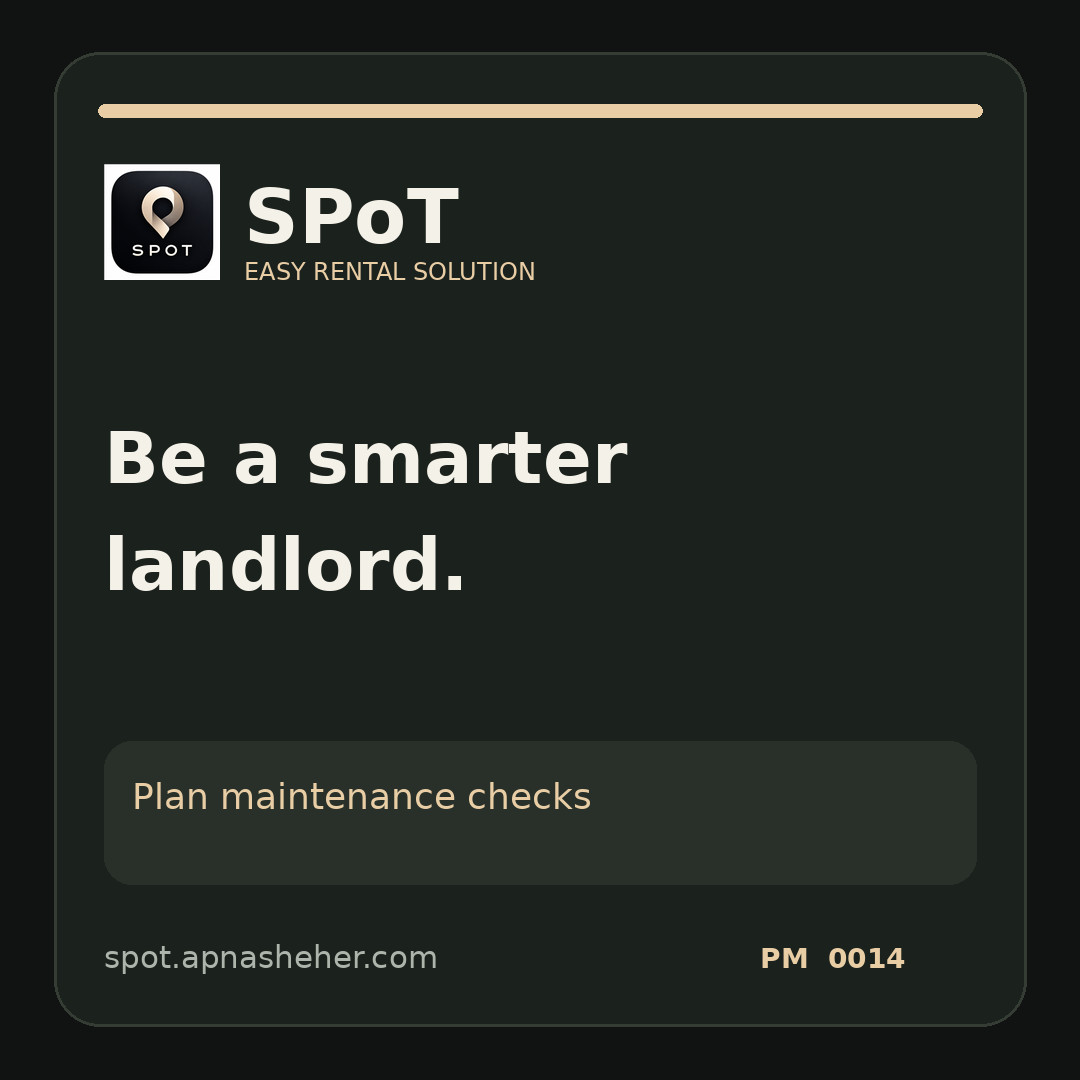 SPOT
SPoT
EASY RENTAL SOLUTION
Be a smarter
landlord.
Plan maintenance checks
spot.apnasheher.com
PM 0014